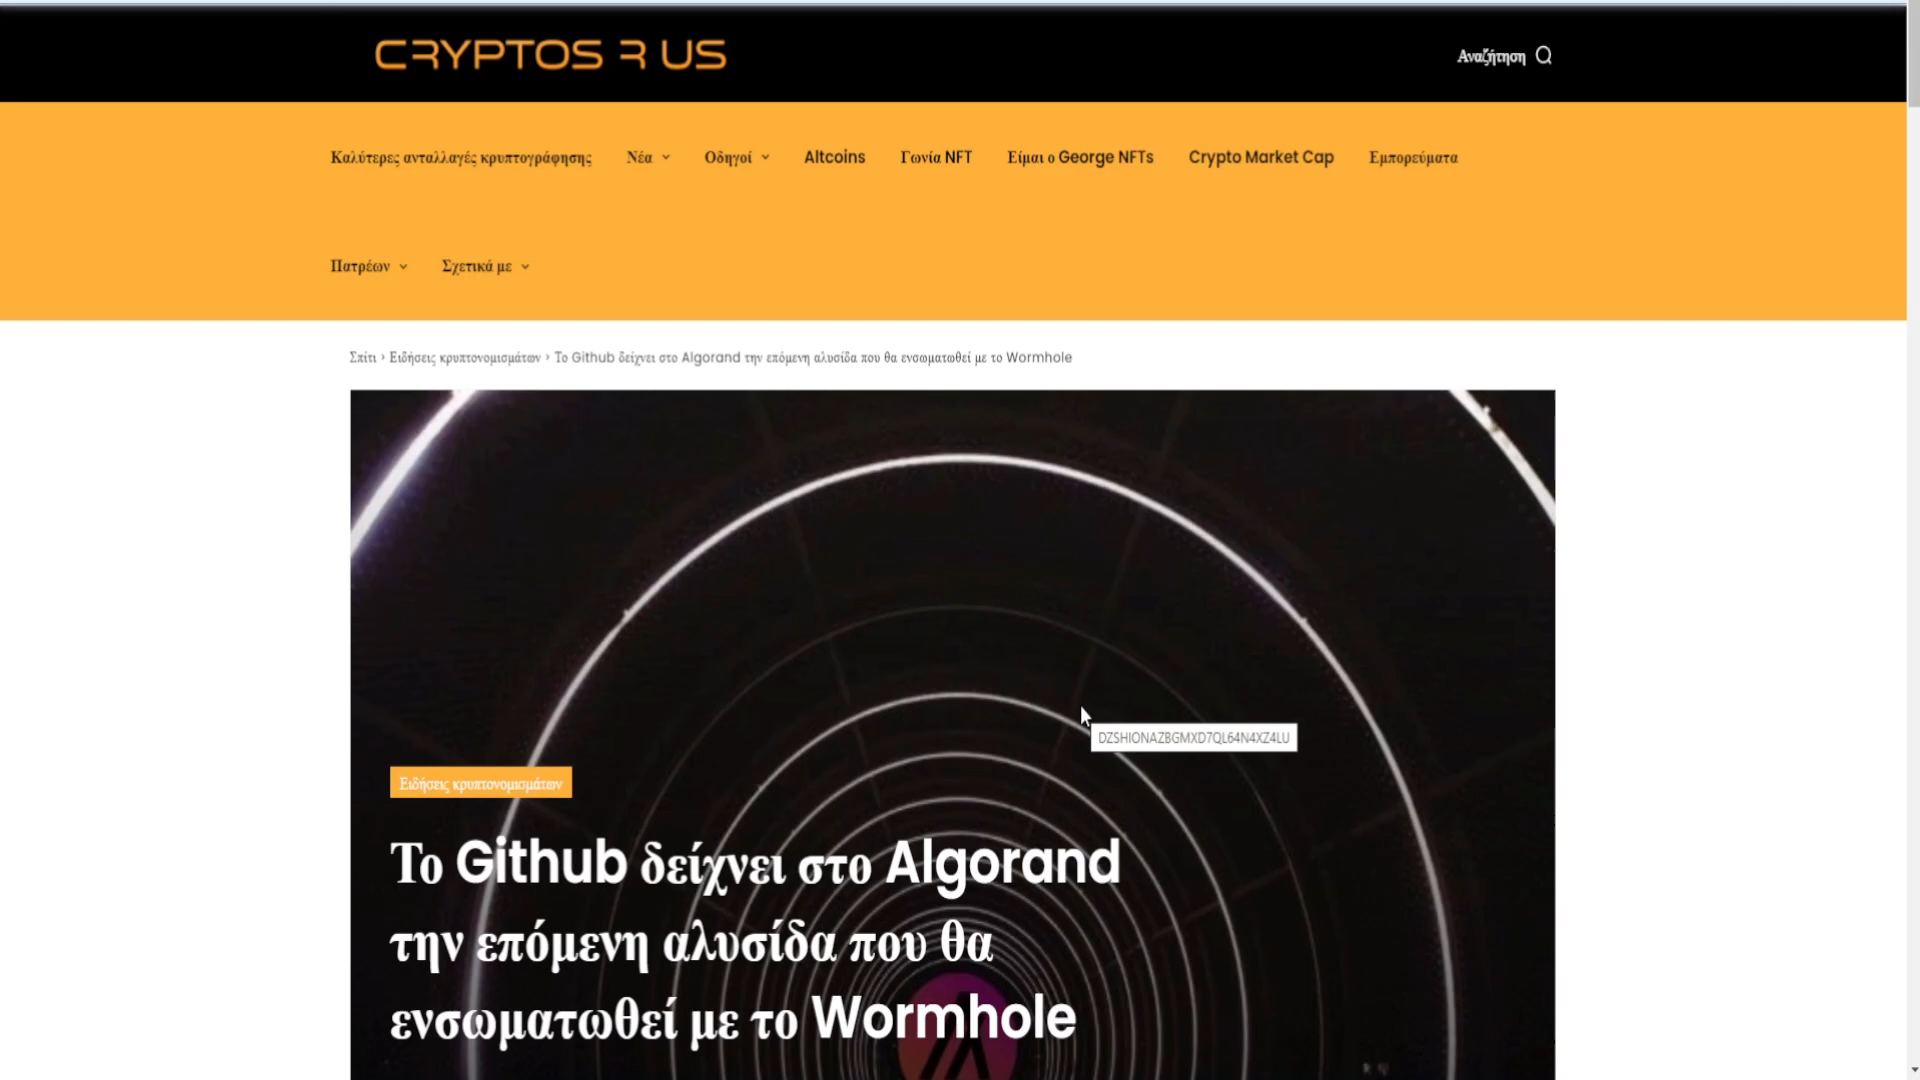 CRYPTOS R US
Αναζήτηση
Καλύτερες ανταλλαγές κρυπτογράφησης Νέα Οδηγοί Altcoins Γωνία NFT Είμαι ο George NFTs Crypto Market Cap Εμπορεύματα
Πατρέων Σχετικά με
Σπίτι › Ειδήσεις κρυπτονομισμάτων › Το Github δείχνει στο Algorand την επόμενη αλυσίδα που θα ενσωματωθεί με το Wormhole
DZSHIONAZBGMXD7QL64N4XZ4LU
Ειδήσεις κρυπτονομισμάτων
Το Github δείχνει στο Algorand
την επόμενη αλυσίδα που θα
ενσωματωθεί με το Wormhole